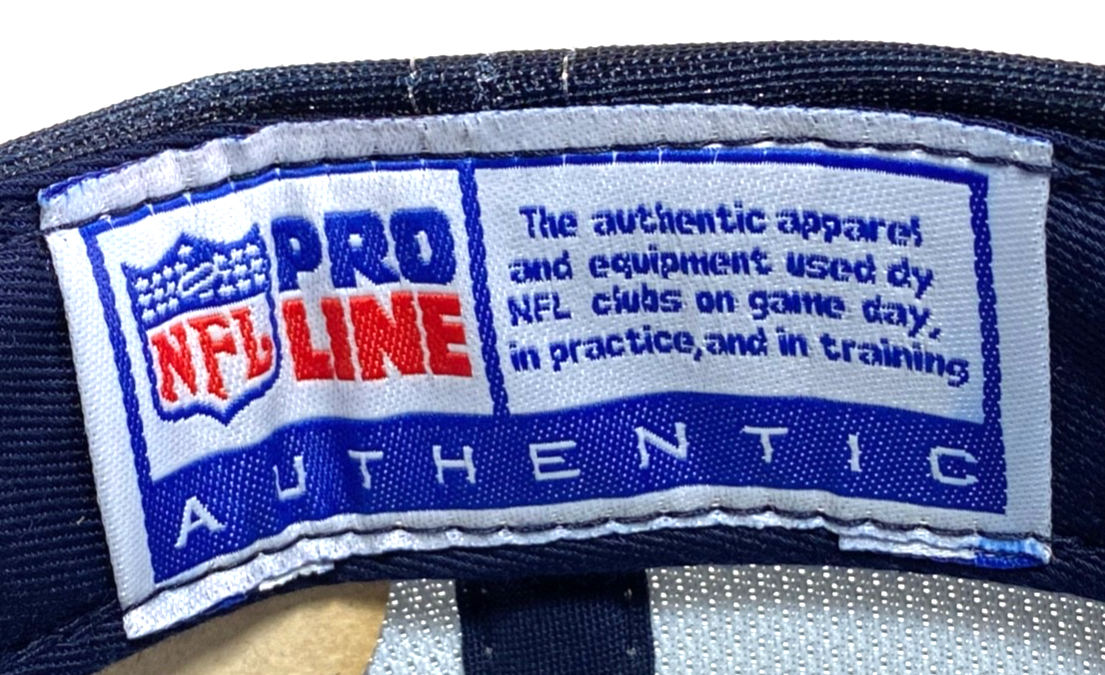 NFL
PRO
LINE
The authentic apparel
and equipment used by
NFL clubs on game day,
in practice,and in training
AUTHENTIC